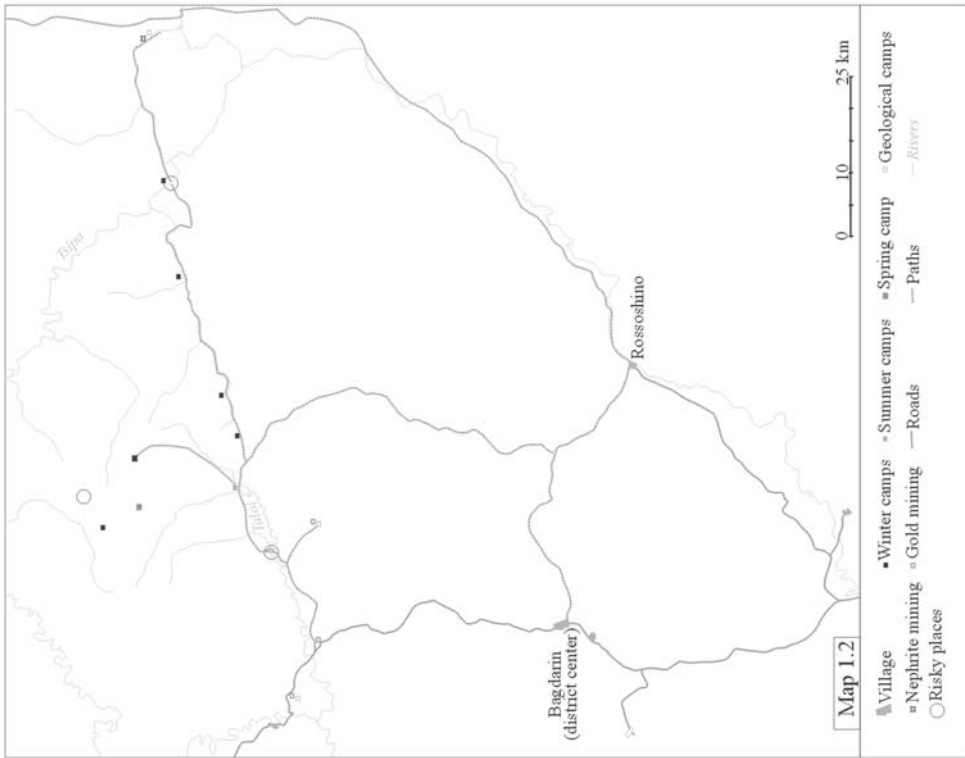 Tsipa
Taloi
Rossoshino
Bagdarin
(district center)
0 10 25 km
Map 1.2
Village
Winter camps
Summer camps
Spring camp
Geological camps
Nephrite mining
Gold mining
Roads
Paths
Rivers
Risky places